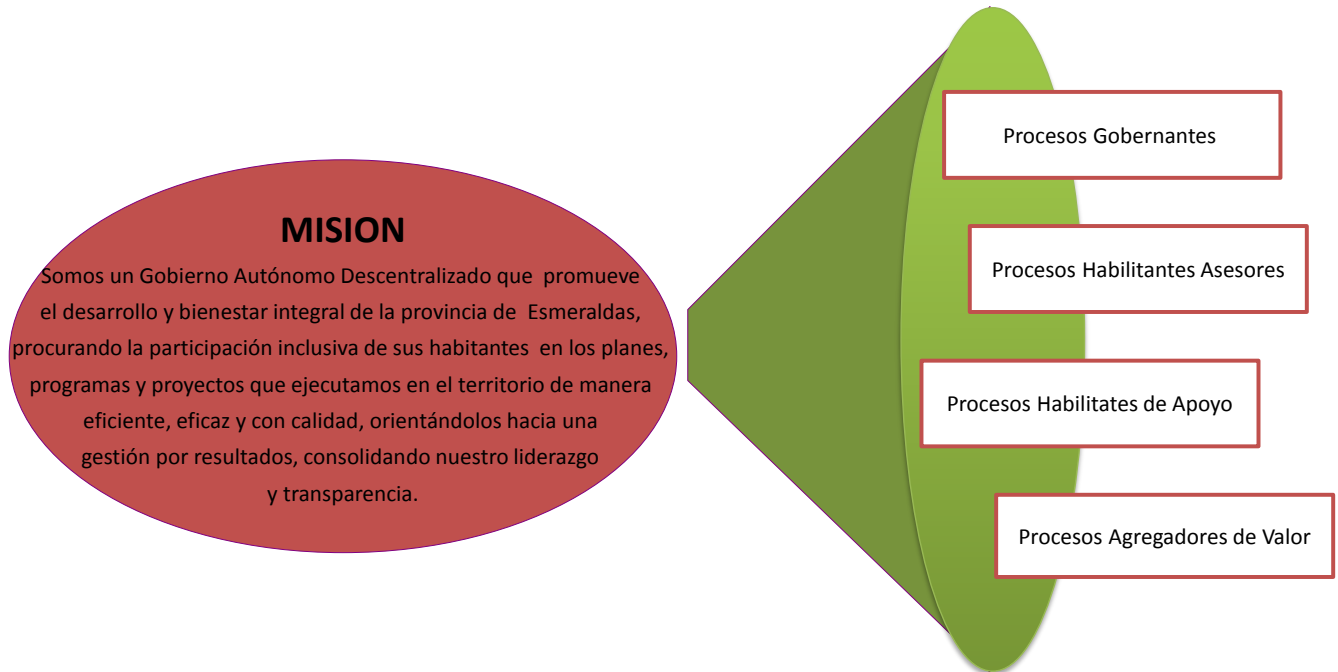 MISION
Somos un Gobierno Autónomo Descentralizado que promueve
el desarrollo y bienestar integral de la provincia de Esmeraldas,
procurando la participación inclusiva de sus habitantes en los planes,
programas y proyectos que ejecutamos en el territorio de manera
eficiente, eficaz y con calidad, orientándolos hacia una
gestión por resultados, consolidando nuestro liderazgo
y transparencia.
Procesos Gobernantes
Procesos Habilitantes Asesores
Procesos Habilitates de Apoyo
Procesos Agregadores de Valor